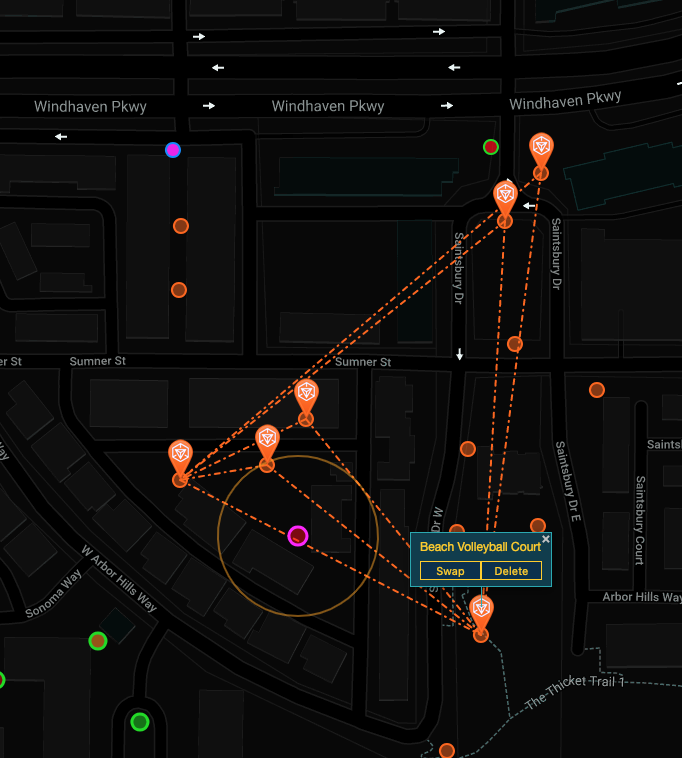 Windhaven Pkwy
Windhaven Pkwy
Windhaven Pkwy
Saintsbury Dr
Saintsbury Dr
er St
Sumner St
Sumner St
Saints
Saintsbury Dr E
Saintsbury Court
Dr W
Beach Volleyball Court
×
Swap
Delete
W Arbor Hills Way
Sonoma Way
Arbor Hills Way
The Thicket Trail 1